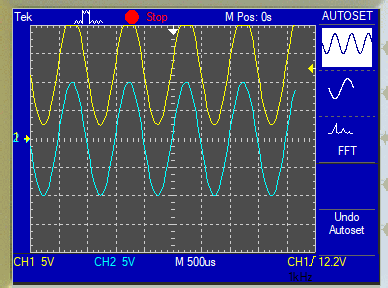 Tek Stop M Pos: 0s AUTOSET
FFT
Undo
Autoset
CH1 5V CH2 5V M 500us CH1 12.2V